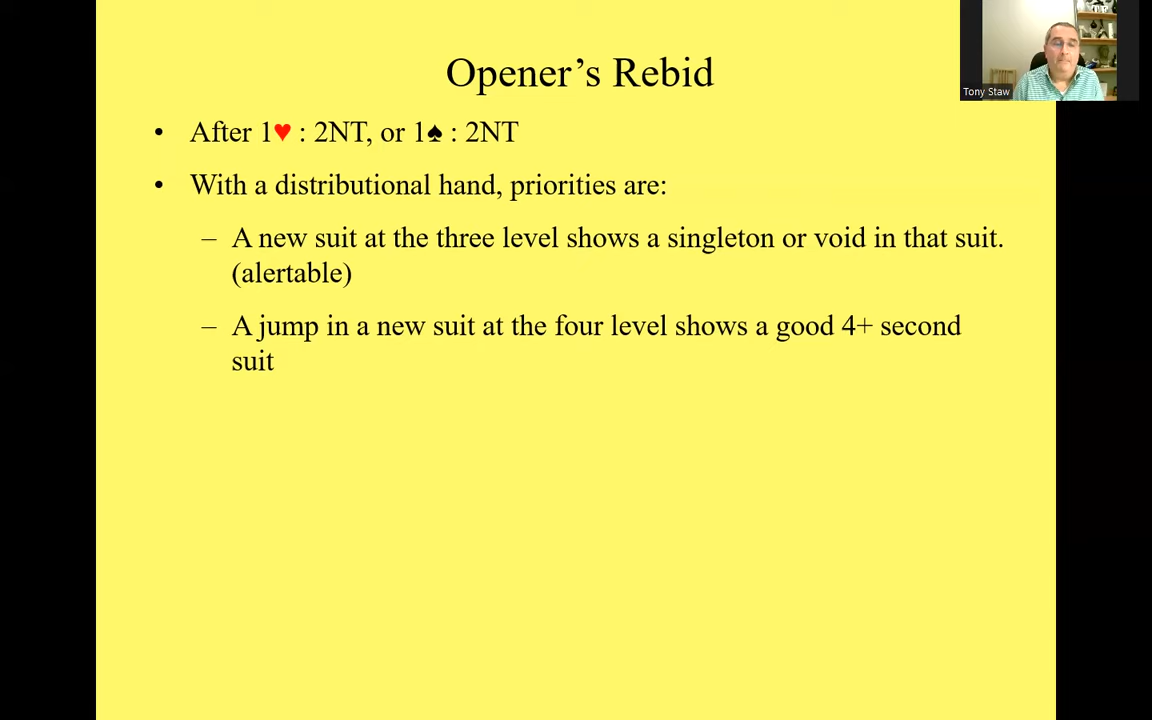 Opener’s Rebid
• After 1♥ : 2NT, or 1♠ : 2NT
• With a distributional hand, priorities are:
– A new suit at the three level shows a singleton or void in that suit.
(alertable)
– A jump in a new suit at the four level shows a good 4+ second
suit
Tony Staw